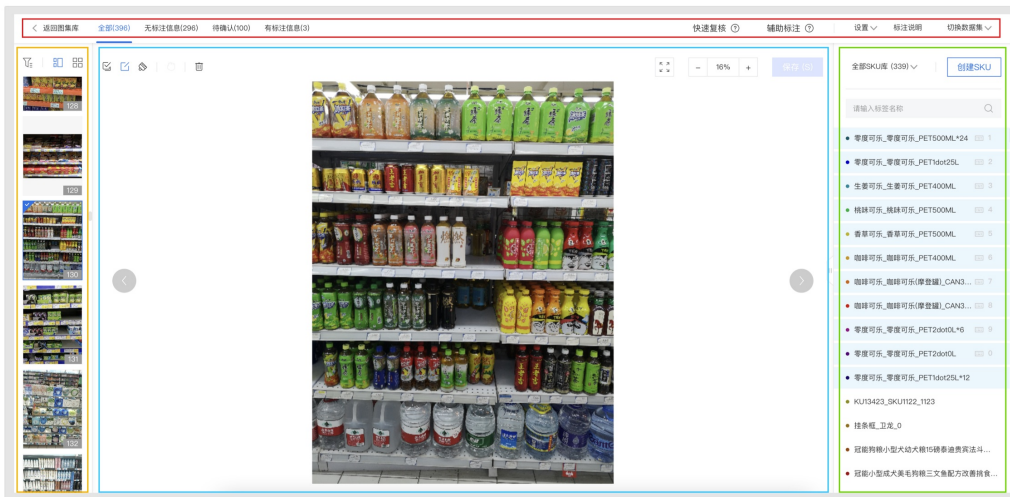 返回图集库 全部(396) 无标注信息(296) 待确认(100) 有标注信息(3) 快速复核 辅助标注 设置 标注说明 切换数据集
16%
保存 (S)
全部SKU库 (339) 创建SKU
请输入标签名称
128
129
130
131
132
零度可乐_零度可乐_PET500ML*24 1
零度可乐_零度可乐_PET1dot25L 2
生姜可乐_生姜可乐_PET400ML 3
桃味可乐_桃味可乐_PET500ML 4
香草可乐_香草可乐_PET500ML 5
咖啡可乐_咖啡可乐_PET400ML 6
咖啡可乐_咖啡可乐(摩登罐)_CAN3... 7
咖啡可乐_咖啡可乐(摩登罐)_CAN3... 8
零度可乐_零度可乐_PET2dot0L*6 9
零度可乐_零度可乐_PET2dot0L 0
零度可乐_零度可乐_PET1dot25L*12
KU13423_SKU1122_1123
挂条框_卫龙_0
冠能狗粮小型犬幼犬粮15磅泰迪贵宾法斗...
冠能小型成犬美毛狗粮三文鱼配方改善挑食...